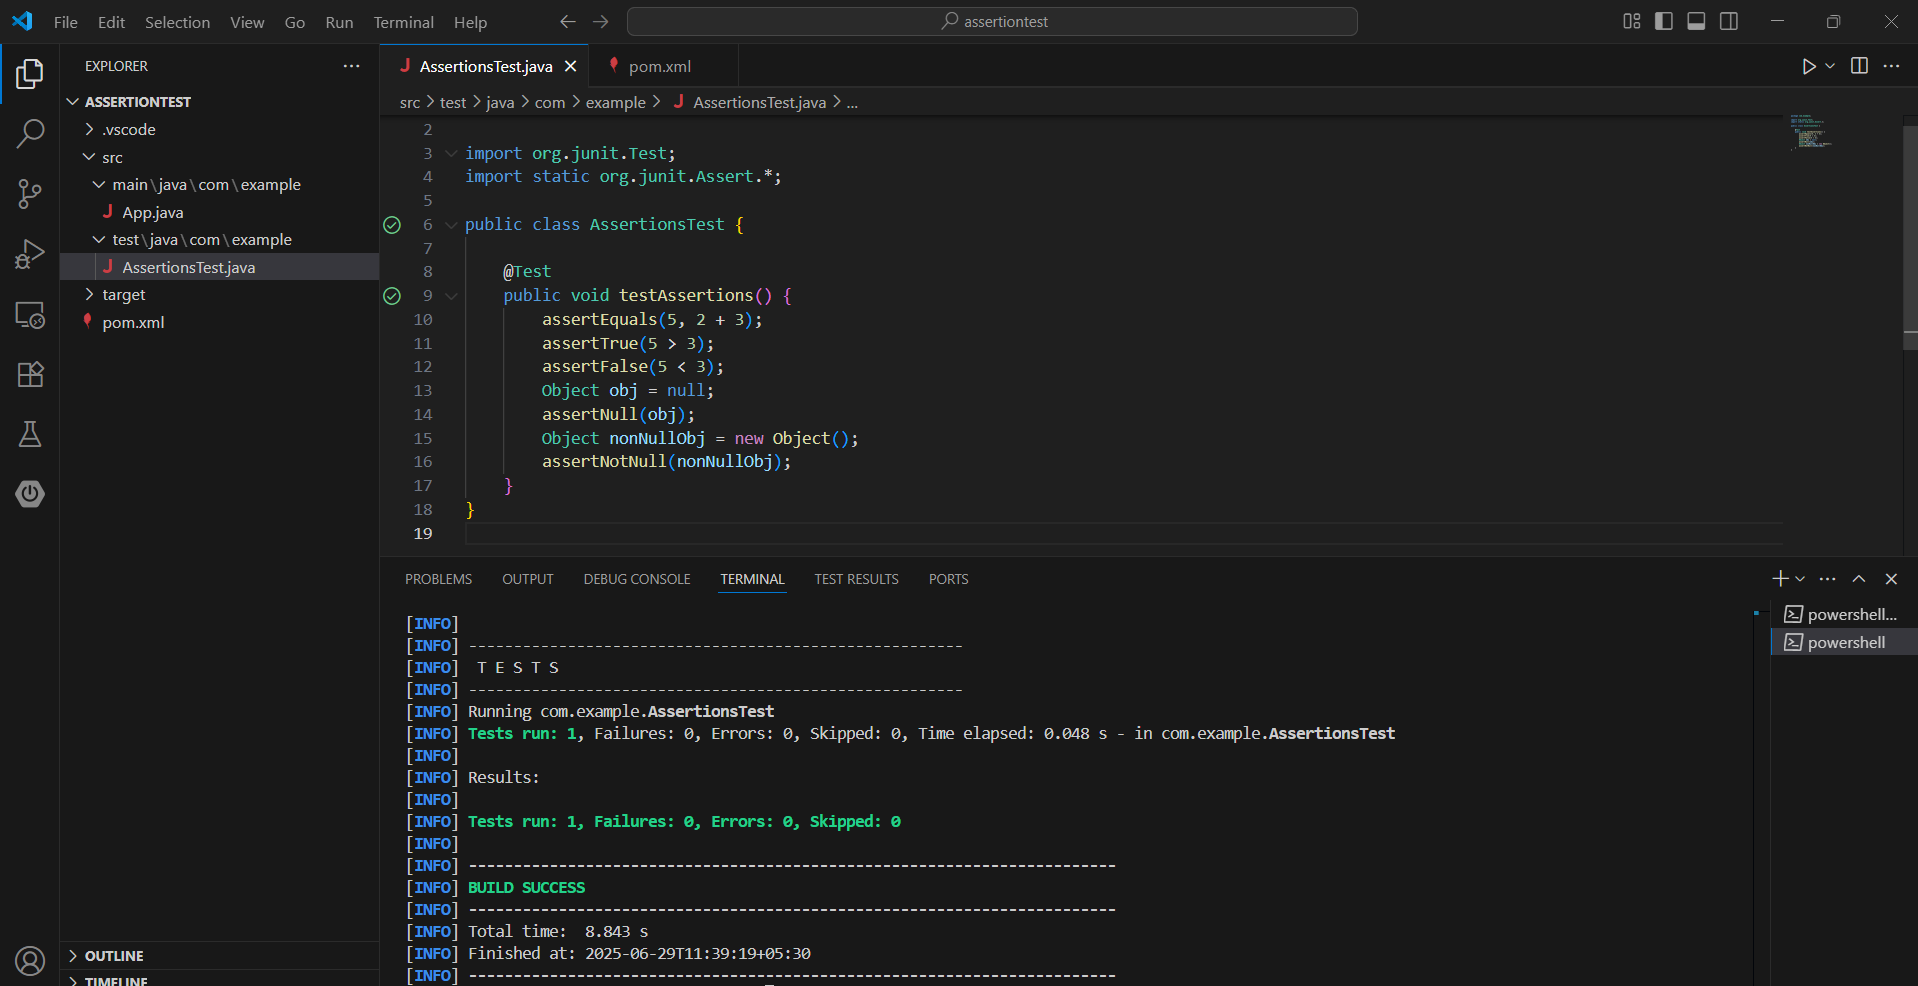 File Edit Selection View Go Run Terminal Help
assertiontest
EXPLORER
ASSERTIONTEST
.vscode
src
main\java\com\example
App.java
test\java\com\example
AssertionsTest.java
target
pom.xml
OUTLINE
TIMELINE
AssertionsTest.java
pom.xml
src > test > java > com > example > AssertionsTest.java > ...
2
3 import org.junit.Test;
4 import static org.junit.Assert.*;
5
6 public class AssertionsTest {
7
8 @Test
9 public void testAssertions() {
10 assertEquals(5, 2 + 3);
11 assertTrue(5 > 3);
12 assertFalse(5 < 3);
13 Object obj = null;
14 assertNull(obj);
15 Object nonNullObj = new Object();
16 assertNotNull(nonNullObj);
17 }
18 }
19
PROBLEMS OUTPUT DEBUG CONSOLE TERMINAL TEST RESULTS PORTS
[INFO]
[INFO] -------------------------------------------------------
[INFO]  T E S T S
[INFO] -------------------------------------------------------
[INFO] Running com.example.AssertionsTest
[INFO] Tests run: 1, Failures: 0, Errors: 0, Skipped: 0, Time elapsed: 0.048 s - in com.example.AssertionsTest
[INFO]
[INFO] Results:
[INFO]
[INFO] Tests run: 1, Failures: 0, Errors: 0, Skipped: 0
[INFO]
[INFO] ------------------------------------------------------------------------
[INFO] BUILD SUCCESS
[INFO] ------------------------------------------------------------------------
[INFO] Total time:  8.843 s
[INFO] Finished at: 2025-06-29T11:39:19+05:30
[INFO] ------------------------------------------------------------------------
powershell...
powershell